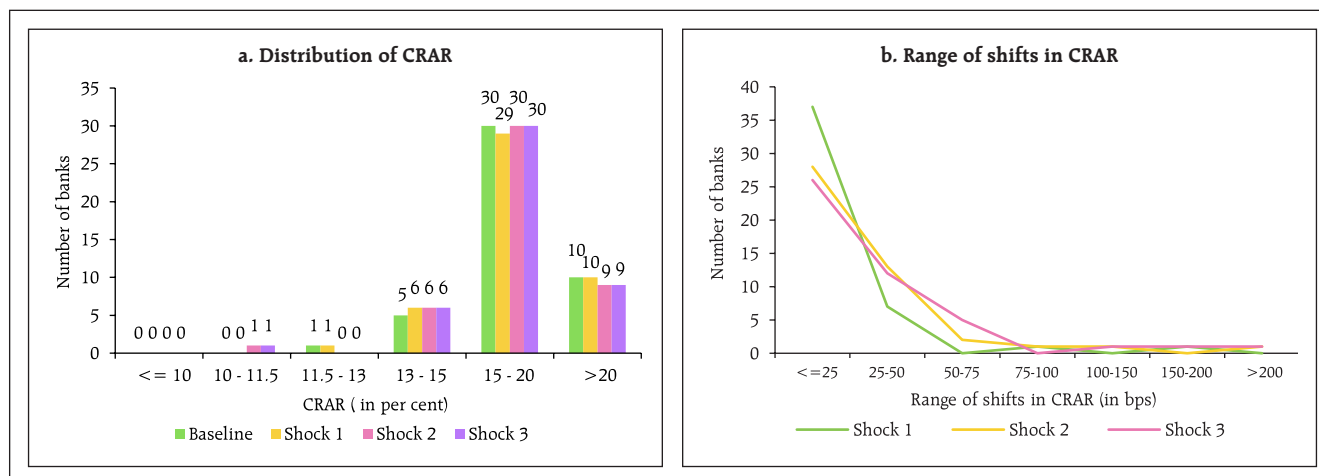 a. Distribution of CRAR
Number of banks
35
30
25
20
15
10
5
0
0 0 0 0
0 0 1 1
1 1 0 0
5 6 6 6
30 29 30 30
10 10 9 9
<= 10 10 - 11.5 11.5 - 13 13 - 15 15 - 20 >20
CRAR ( in per cent)
Baseline Shock 1 Shock 2 Shock 3
b. Range of shifts in CRAR
Number of banks
40
35
30
25
20
15
10
5
0
<=25 25-50 50-75 75-100 100-150 150-200 >200
Range of shifts in CRAR (in bps)
Shock 1 Shock 2 Shock 3